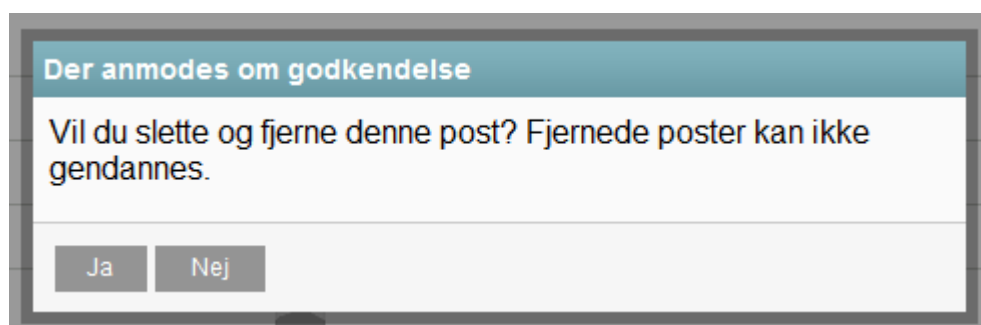 Der anmodes om godkendelse
Vil du slette og fjerne denne post? Fjernede poster kan ikke
gendannes.
Ja Nej